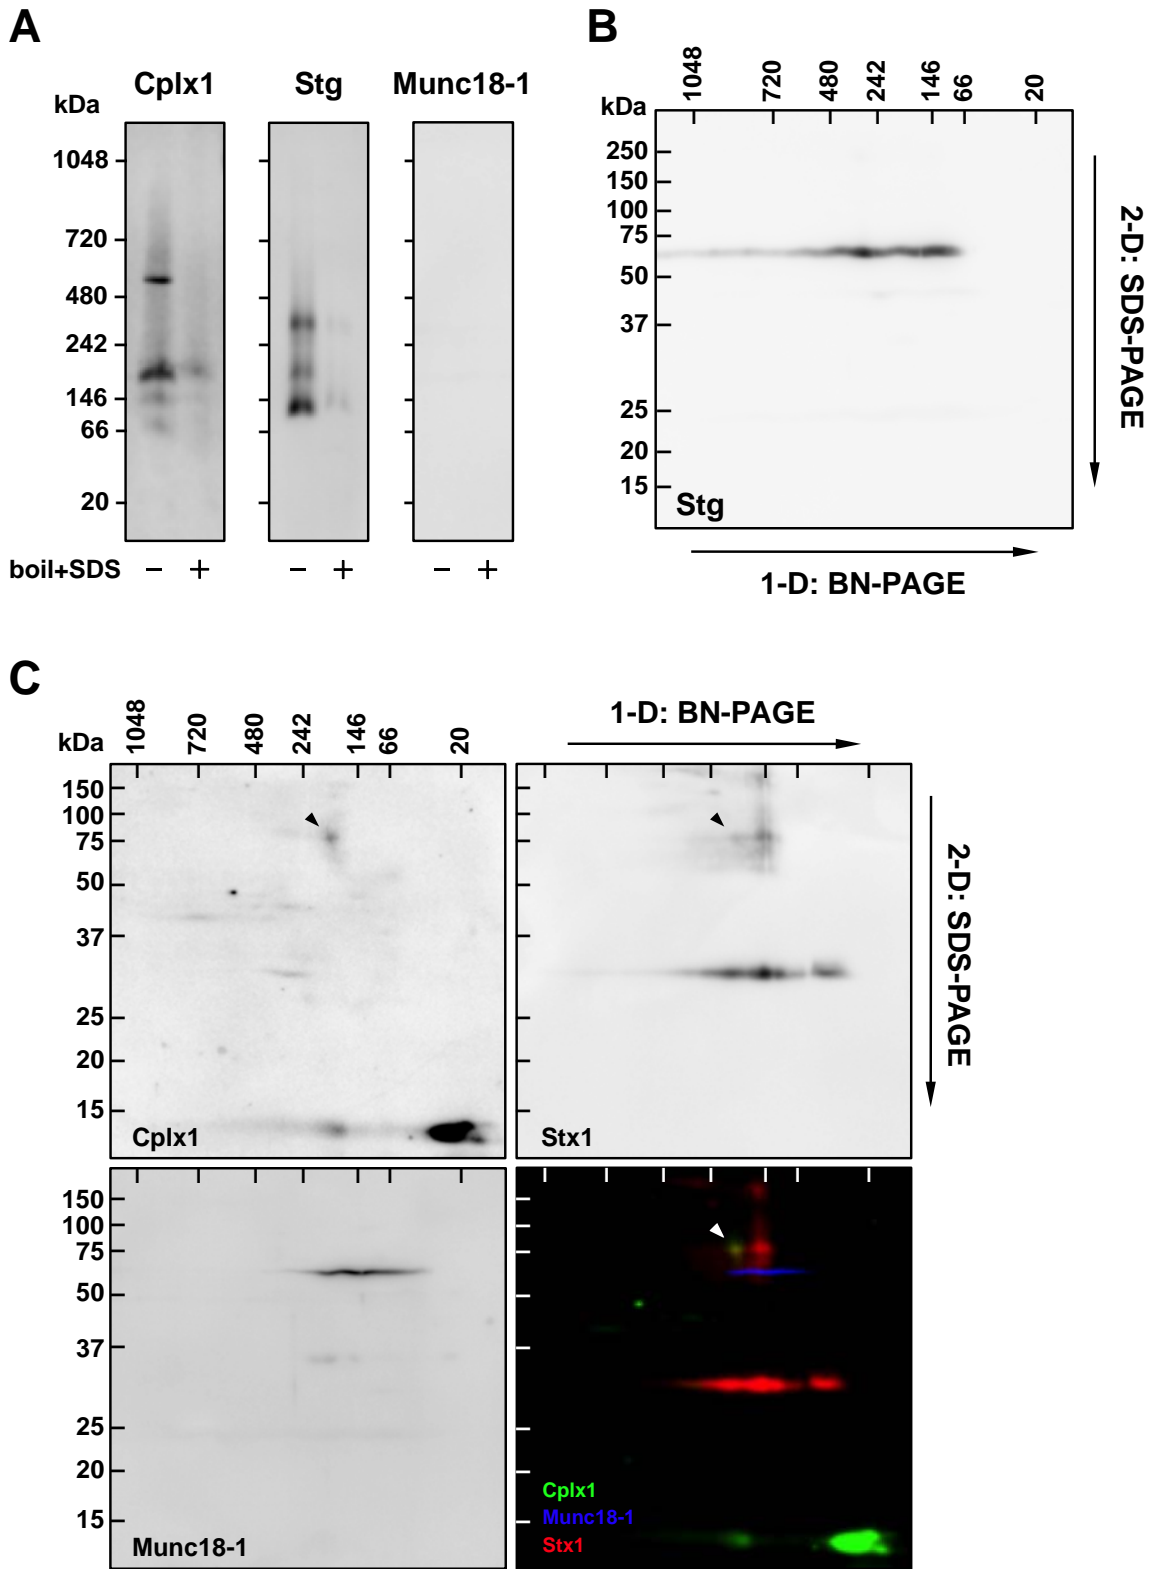 A
Cplx1 Stg Munc18-1
kDa
1048
720
480
242
146
66
20
boil+SDS − + − + − +
B
1048 720 480 242 146 66 20
kDa
250
150
100
75
50
37
25
20
15
Stg
2-D: SDS-PAGE
1-D: BN-PAGE
C
1048 720 480 242 146 66 20
kDa
150
100
75
50
37
25
20
15
Cplx1
1-D: BN-PAGE
Stx1
2-D: SDS-PAGE
150
100
75
50
37
25
20
15
Munc18-1
Cplx1
Munc18-1
Stx1